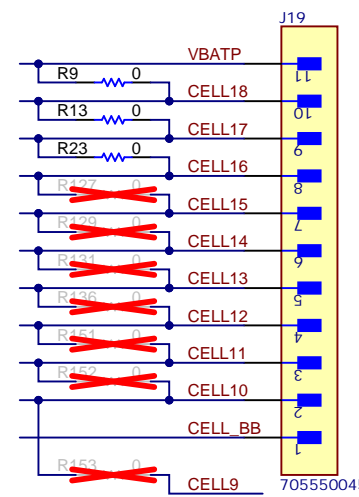 J19
VBATP
11
R9 0
CELL18
10
R13 0
CELL17
9
R23 0
CELL16
8
R127 0
CELL15
7
R129 0
CELL14
6
R131 0
CELL13
5
R136 0
CELL12
4
R151 0
CELL11
3
R152 0
CELL10
2
CELL_BB
1
R153 0
CELL9
705550045